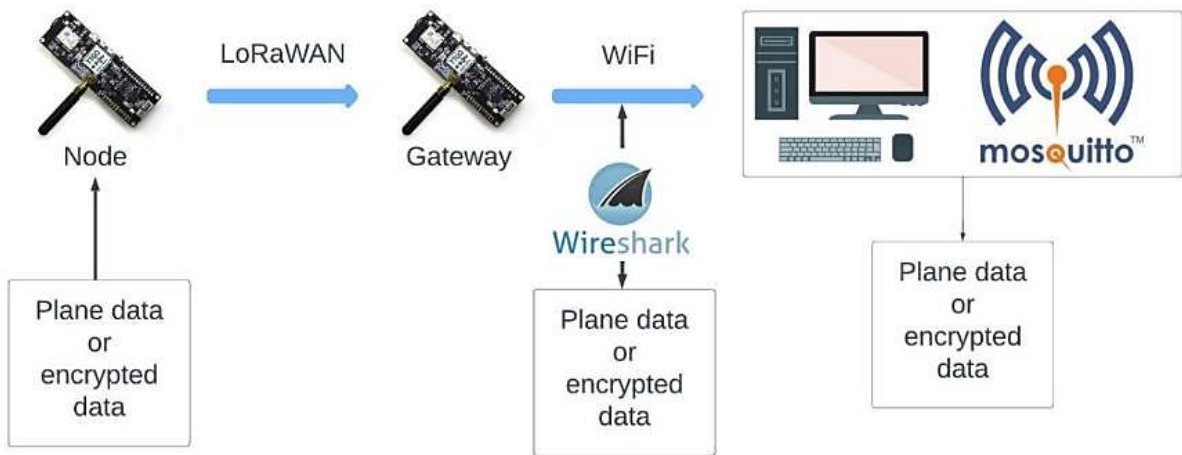 LoRaWAN
WiFi
Node
Gateway
mosquitto™
Wireshark
Plane data
or
encrypted
data
Plane data
or
encrypted
data
Plane data
or
encrypted
data